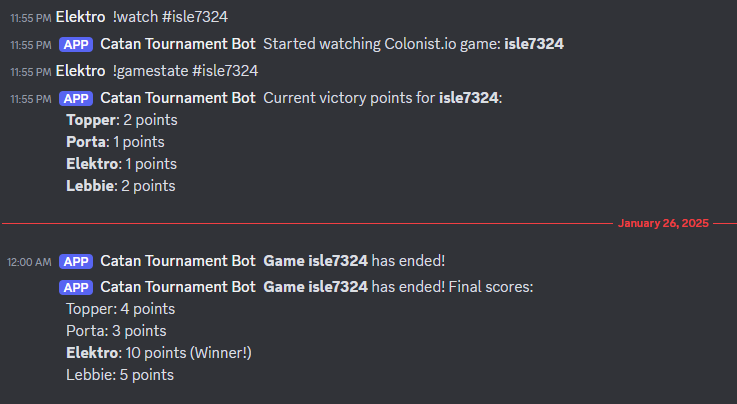 11:55 PM Elektro !watch #isle7324
11:55 PM APP Catan Tournament Bot Started watching Colonist.io game: isle7324
11:55 PM Elektro !gamestate #isle7324
11:55 PM APP Catan Tournament Bot Current victory points for isle7324:
Topper: 2 points
Porta: 1 points
Elektro: 1 points
Lebbie: 2 points
January 26, 2025
12:00 AM APP Catan Tournament Bot Game isle7324 has ended!
APP Catan Tournament Bot Game isle7324 has ended! Final scores:
Topper: 4 points
Porta: 3 points
Elektro: 10 points (Winner!)
Lebbie: 5 points